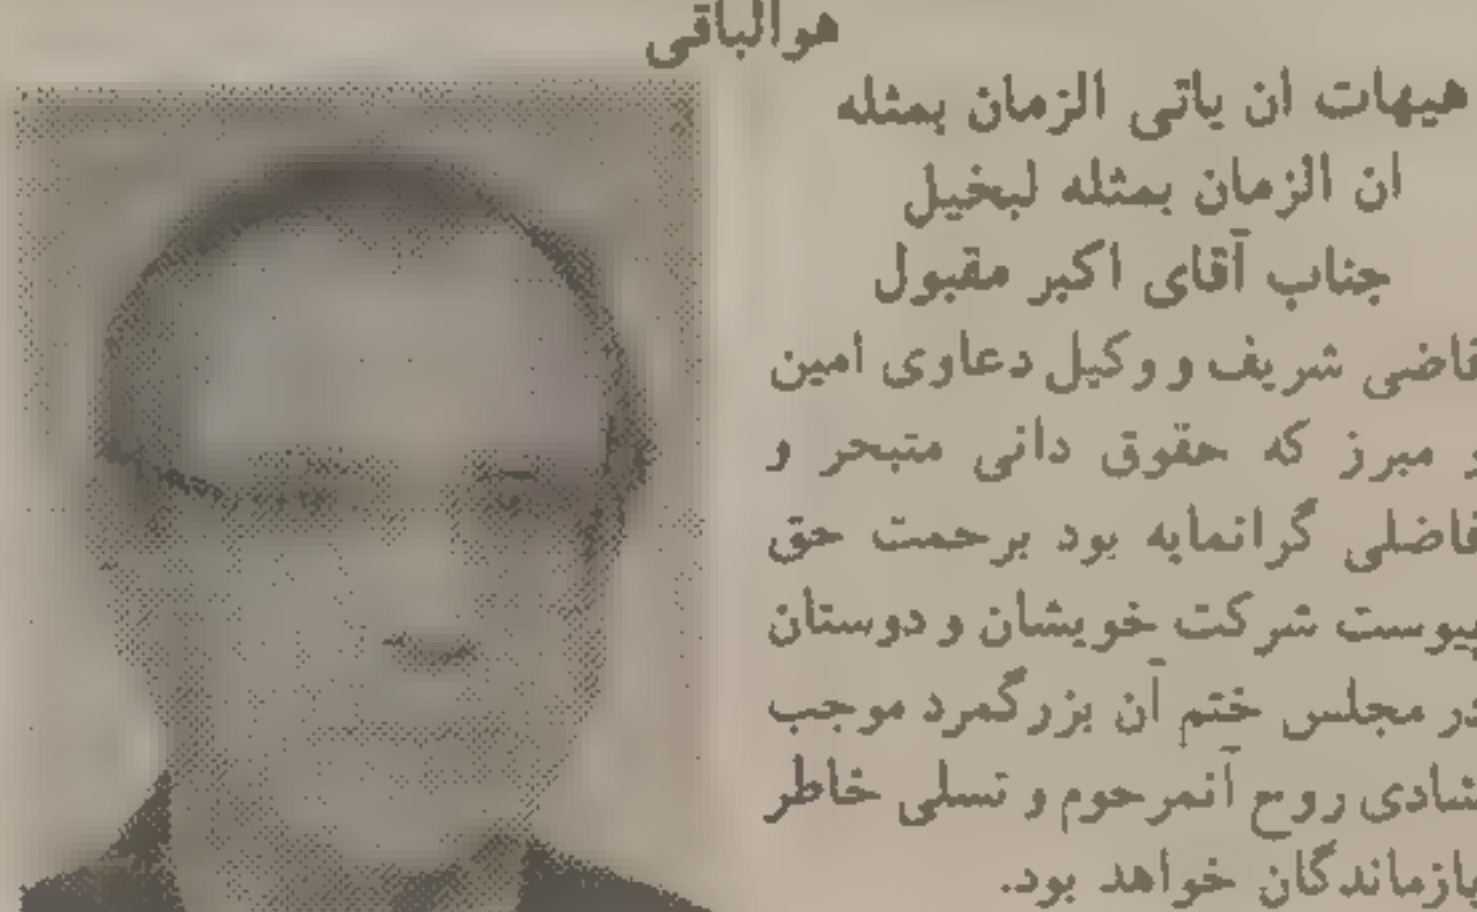 هوالباقی
هیهات ان یاتی الزمان بمثله
ان الزمان بمثله لبخیل
جناب آقای اکبر مقبول
قاضی شریف و وکیل دعاوی امین
و مبرز که حقوق دانی متبحر و
فاضلی گرانمایه بود برحمت حق
پیوست شرکت خویشان و دوستان
در مجلس ختم آن بزرگمرد موجب
شادی روح آنمرحوم و تسلی خاطر
بازماندگان خواهد بود.